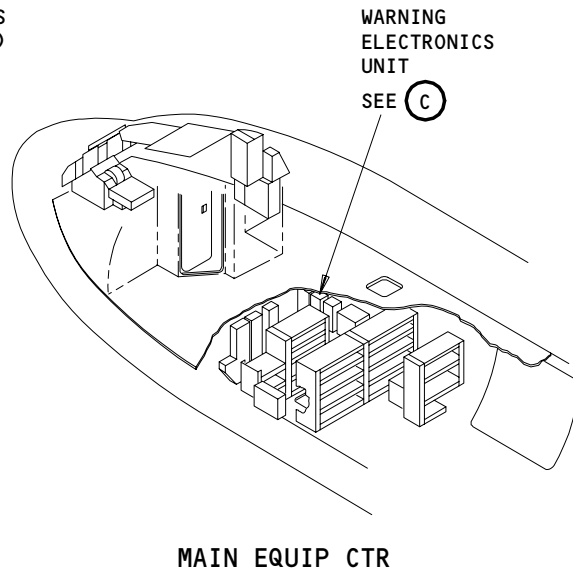 WARNING
ELECTRONICS
UNIT
SEE C
MAIN EQUIP CTR